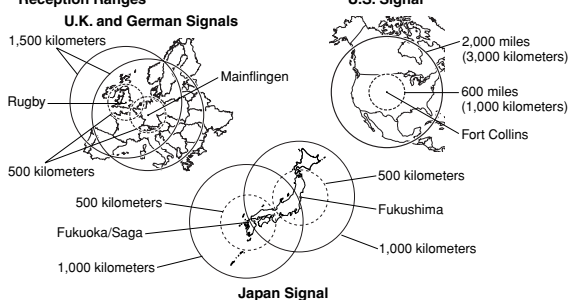 Reception Ranges
U.S. Signal
U.K. and German Signals
1,500 kilometers
Mainflingen
Rugby
500 kilometers
2,000 miles
(3,000 kilometers)
600 miles
(1,000 kilometers)
Fort Collins
500 kilometers
500 kilometers
Fukushima
Fukuoka/Saga
1,000 kilometers
1,000 kilometers
Japan Signal